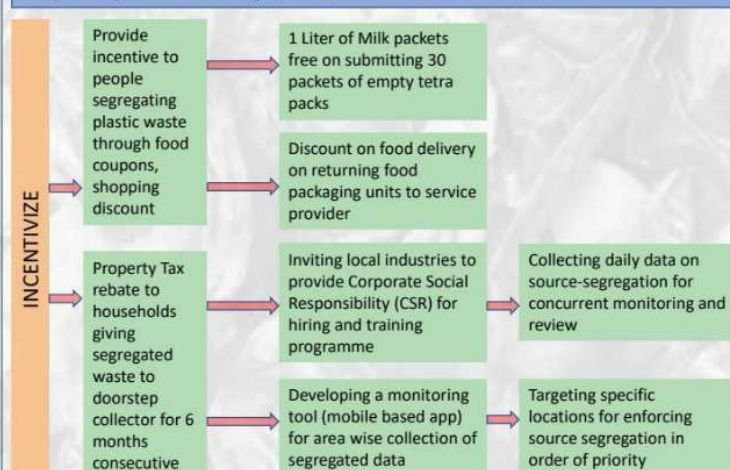 INCENTIVIZE
Provide
incentive to
people
segregating
plastic waste
through food
coupons,
shopping
discount
1 Liter of Milk packets
free on submitting 30
packets of empty tetra
packs
Discount on food delivery
on returning food
packaging units to service
provider
Property Tax
rebate to
households
giving
segregated
waste to
doorstep
collector for 6
months
consecutive
Inviting local industries to
provide Corporate Social
Responsibility (CSR) for
hiring and training
programme
Collecting daily data on
source-segregation for
concurrent monitoring and
review
Developing a monitoring
tool (mobile based app)
for area wise collection of
segregated data
Targeting specific
locations for enforcing
source segregation in
order of priority